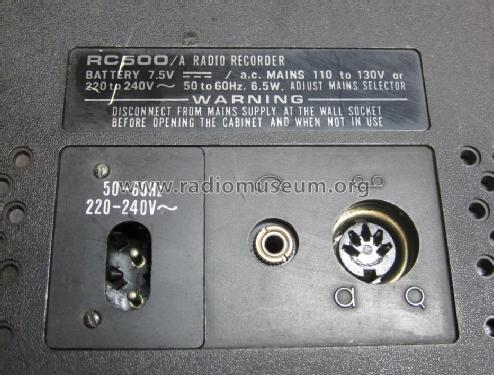 RC500/A RADIO RECORDER
BATTERY 7.5V ⎓ / a.c. MAINS 110 to 130V or
220 to 240V ~ 50 to 60Hz. 6.5W. ADJUST MAINS SELECTOR
WARNING
DISCONNECT FROM MAINS SUPPLY AT THE WALL SOCKET
BEFORE OPENING THE CABINET AND WHEN NOT IN USE
50-60Hz
220-240V~
www.radiomuseum.org